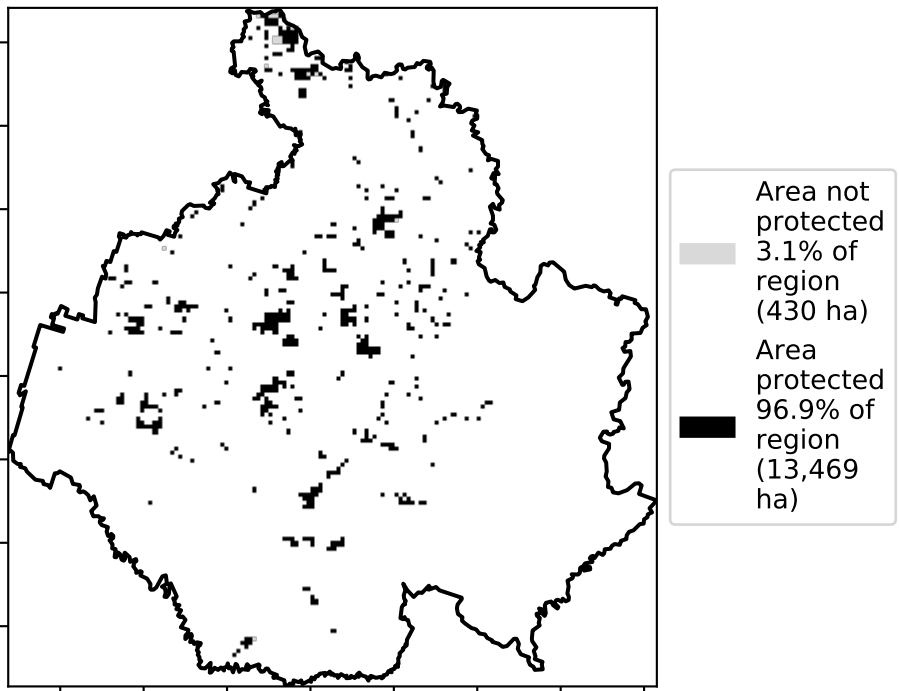 Area not
protected
3.1% of
region
(430 ha)
Area
protected
96.9% of
region
(13,469
ha)